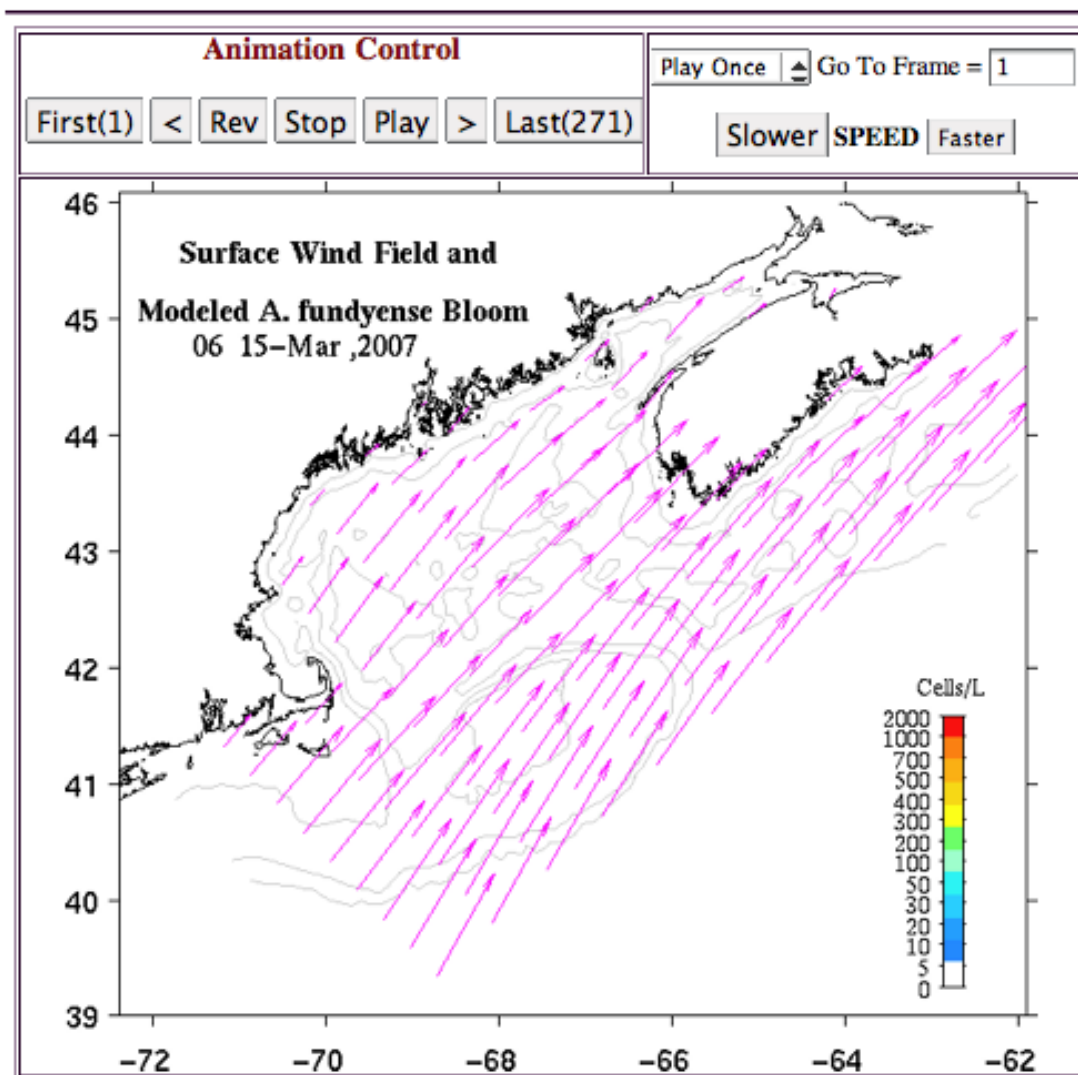 Animation Control
First(1) < Rev Stop Play > Last(271)
Play Once Go To Frame = 1
Slower SPEED Faster
Surface Wind Field and
Modeled A. fundyense Bloom
06 15-Mar ,2007
46
45
44
43
42
41
40
39
-72 -70 -68 -66 -64 -62
Cells/L
2000
1000
700
500
400
300
200
100
50
30
20
10
5
0